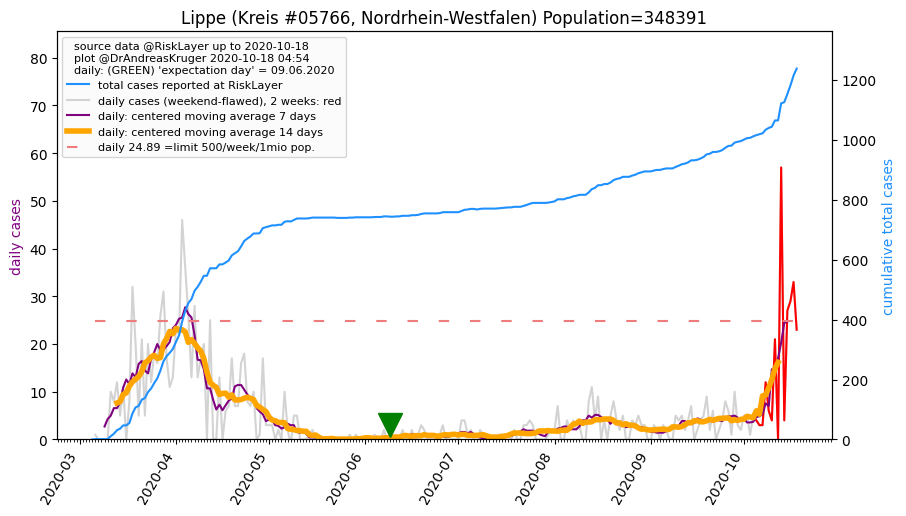 Lippe (Kreis #05766, Nordrhein-Westfalen) Population=348391
source data @RiskLayer up to 2020-10-18
plot @DrAndreasKruger 2020-10-18 04:54
daily: (GREEN) 'expectation day' = 09.06.2020
total cases reported at RiskLayer
daily cases (weekend-flawed), 2 weeks: red
daily: centered moving average 7 days
daily: centered moving average 14 days
daily 24.89 =limit 500/week/1mio pop.
daily cases
80
70
60
50
40
30
20
10
0
cumulative total cases
1200
1000
800
600
400
200
0
2020-03
2020-04
2020-05
2020-06
2020-07
2020-08
2020-09
2020-10